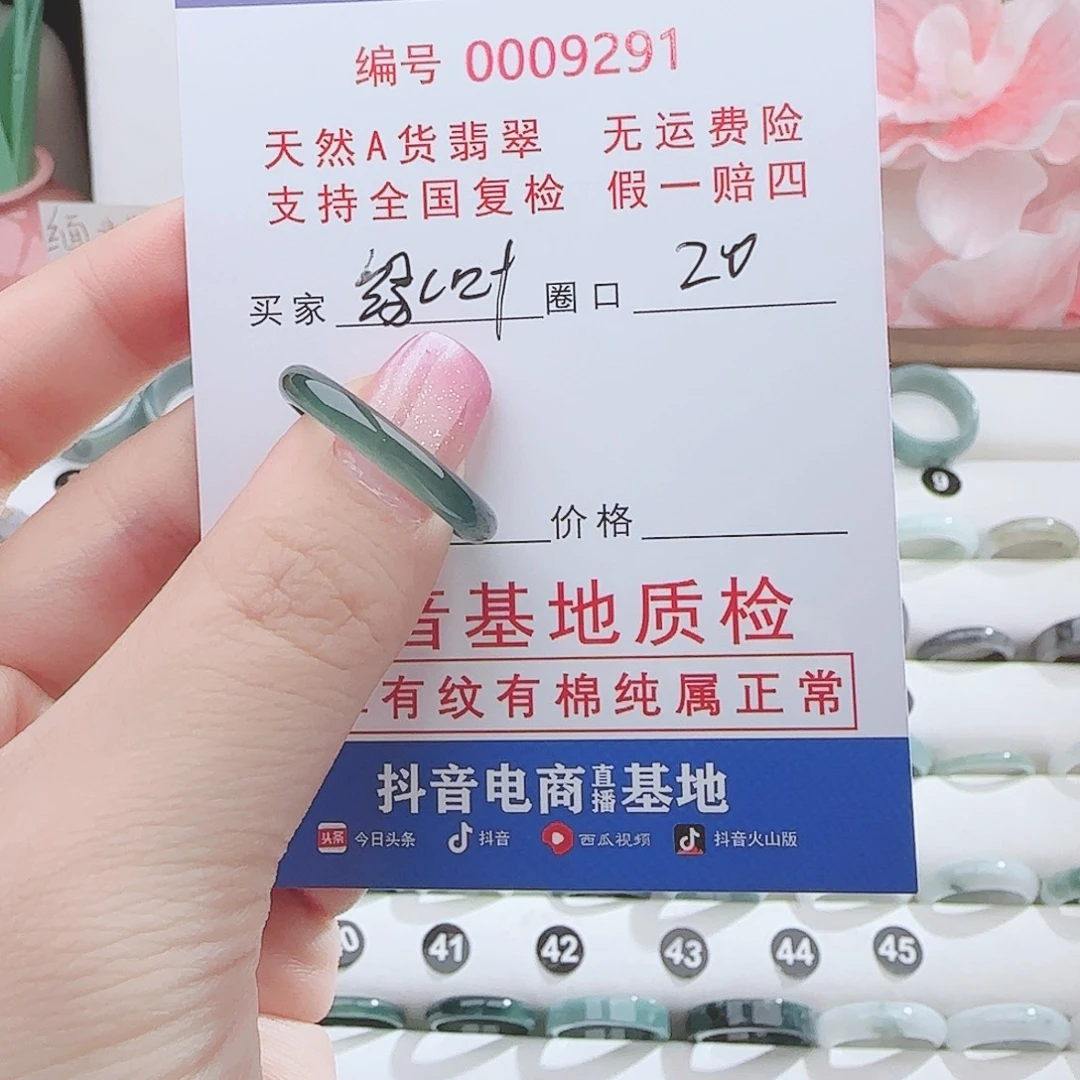 编号 0009291
天然A货翡翠 无运费险
支持全国复检 假一赔四
买家 圈口 20
价格
音基地质检
有纹有棉纯属正常
抖音电商直播基地
头条 今日头条 抖音 西瓜视频 抖音火山版
9
41 42 43 44 45